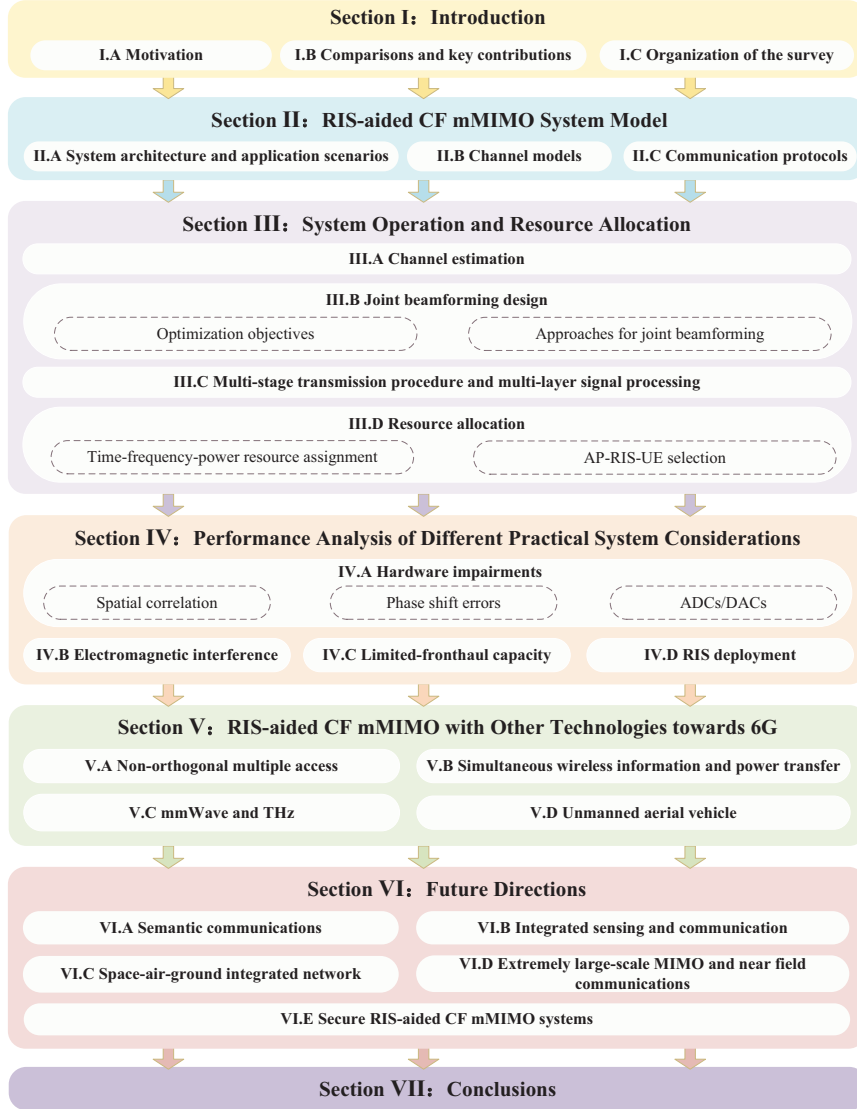 Section I：Introduction
I.A Motivation
I.B Comparisons and key contributions
I.C Organization of the survey
Section II：RIS-aided CF mMIMO System Model
II.A System architecture and application scenarios
II.B Channel models
II.C Communication protocols
Section III：System Operation and Resource Allocation
III.A Channel estimation
III.B Joint beamforming design
Optimization objectives
Approaches for joint beamforming
III.C Multi-stage transmission procedure and multi-layer signal processing
III.D Resource allocation
Time-frequency-power resource assignment
AP-RIS-UE selection
Section IV：Performance Analysis of Different Practical System Considerations
IV.A Hardware impairments
Spatial correlation
Phase shift errors
ADCs/DACs
IV.B Electromagnetic interference
IV.C Limited-fronthaul capacity
IV.D RIS deployment
Section V：RIS-aided CF mMIMO with Other Technologies towards 6G
V.A Non-orthogonal multiple access
V.B Simultaneous wireless information and power transfer
V.C mmWave and THz
V.D Unmanned aerial vehicle
Section VI：Future Directions
VI.A Semantic communications
VI.B Integrated sensing and communication
VI.C Space-air-ground integrated network
VI.D Extremely large-scale MIMO and near field
communications
VI.E Secure RIS-aided CF mMIMO systems
Section VII：Conclusions